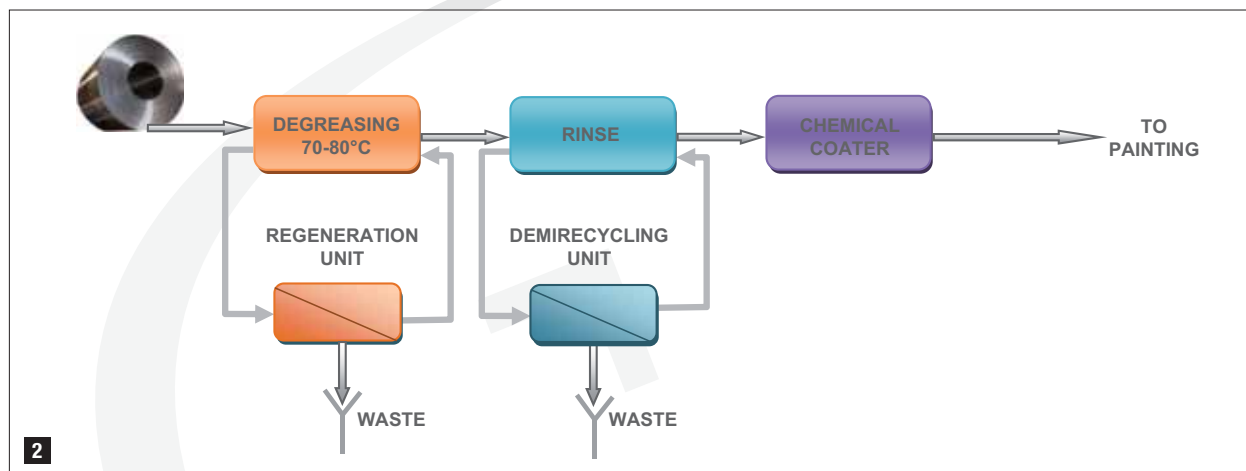 DEGREASING
70-80°C
RINSE
CHEMICAL
COATER
TO
PAINTING
REGENERATION
UNIT
DEMIRECYCLING
UNIT
WASTE
WASTE
2